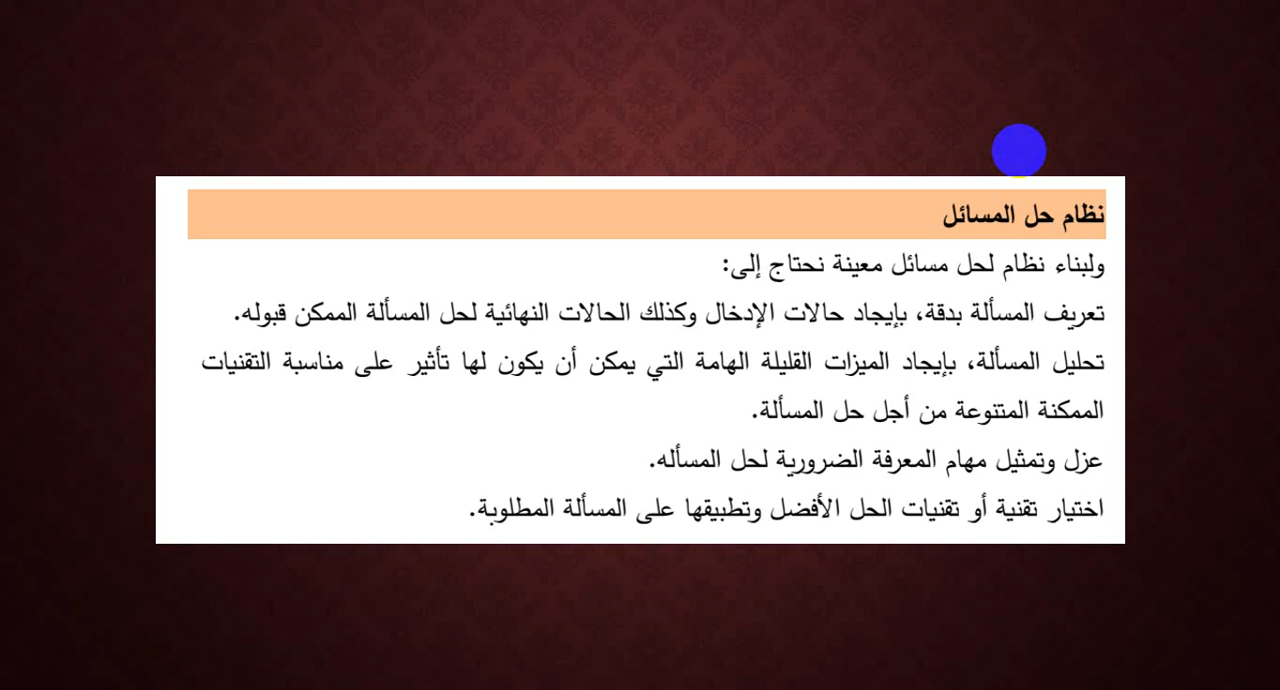 نظام حل المسائل
ولبناء نظام لحل مسائل معينة نحتاج إلى:
تعريف المسألة بدقة، بإيجاد حالات الإدخال وكذلك الحالات النهائية لحل المسألة الممكن قبوله.
تحليل المسألة، بإيجاد الميزات القليلة الهامة التي يمكن أن يكون لها تأثير على مناسبة التقنيات
الممكنة المتنوعة من أجل حل المسألة.
عزل وتمثيل مهام المعرفة الضرورية لحل المسأله.
اختيار تقنية أو تقنيات الحل الأفضل وتطبيقها على المسألة المطلوبة.